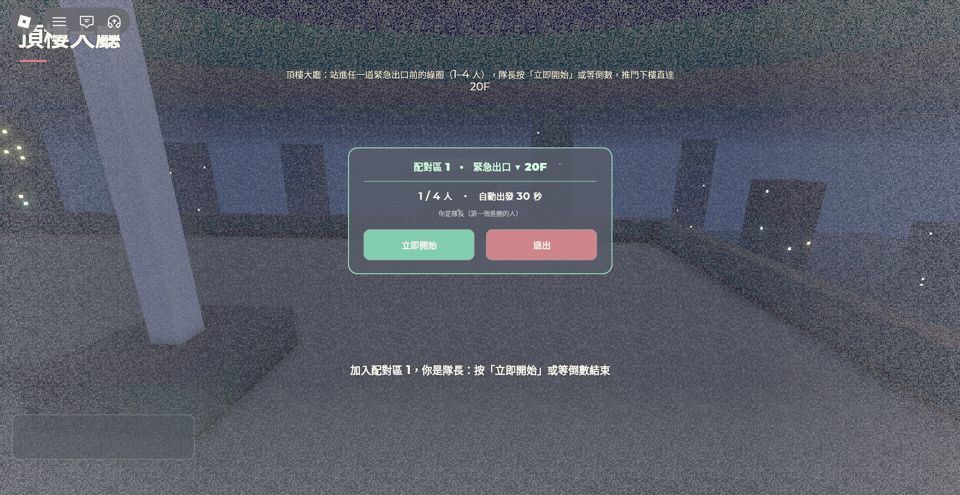 頂樓大廳
頂樓大廳：站進任一道緊急出口前的綠圈（1–4 人），隊長按「立即開始」或等倒數，推門下樓直達
20F
配對區 1 • 緊急出口 ▼ 20F
1 / 4 人 • 自動出發 30 秒
你是隊長（第一個進圈的人）
立即開始
退出
加入配對區 1，你是隊長：按「立即開始」或等倒數結束